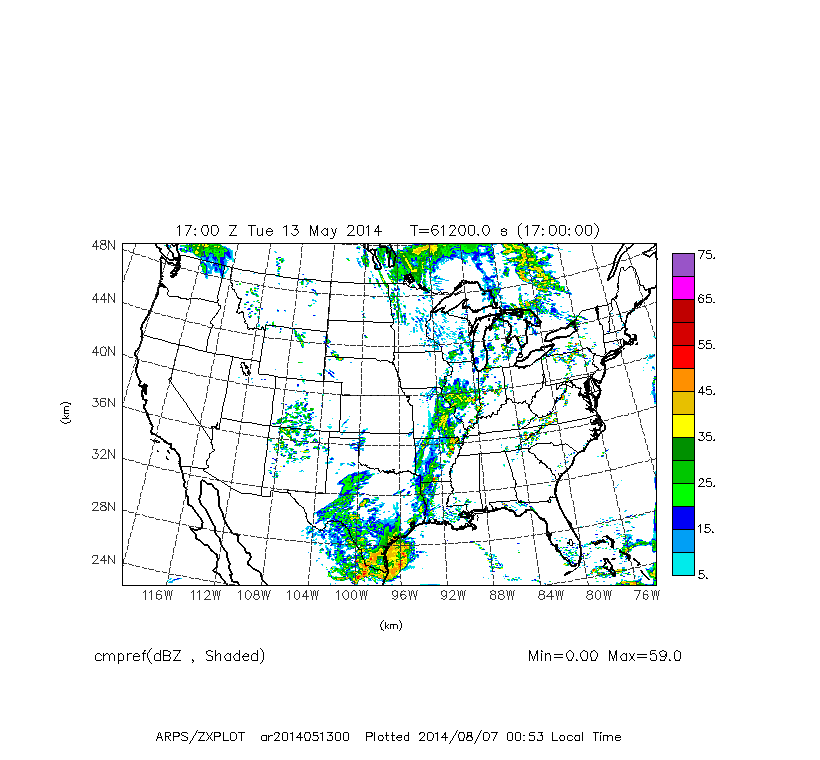 17:00 Z Tue 13 May 2014 T=61200.0 s (17:00:00)
48N
44N
40N
36N
32N
28N
24N
(km)
75.
65.
55.
45.
35.
25.
15.
5.
116W 112W 108W 104W 100W 96W 92W 88W 84W 80W 76W
(km)
cmpref(dBZ , Shaded) Min=0.00 Max=59.0
ARPS/ZXPLOT ar2014051300 Plotted 2014/08/07 00:53 Local Time